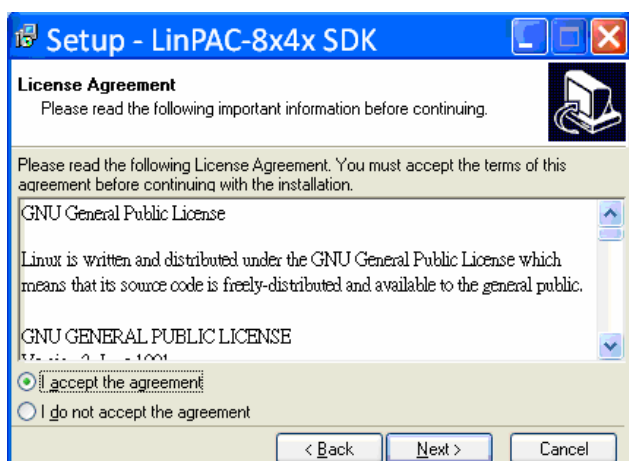 Setup - LinPAC-8x4x SDK
License Agreement
Please read the following important information before continuing.
Please read the following License Agreement. You must accept the terms of this
agreement before continuing with the installation.
GNU General Public License
Linux is written and distributed under the GNU General Public License which
means that its source code is freely-distributed and available to the general public.
GNU GENERAL PUBLIC LICENSE
I accept the agreement
I do not accept the agreement
< Back Next > Cancel